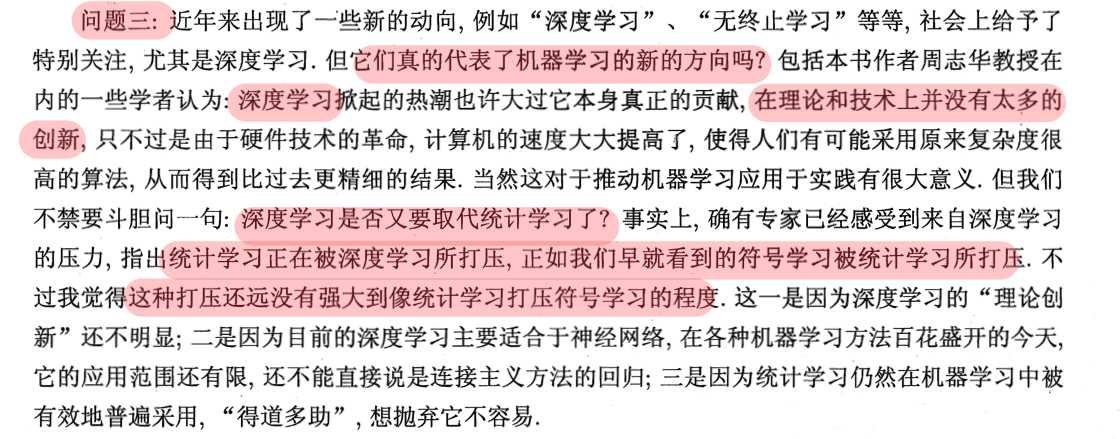 问题三: 近年来出现了一些新的动向, 例如“深度学习”、“无终止学习”等等, 社会上给予了
特别关注, 尤其是深度学习. 但它们真的代表了机器学习的新的方向吗? 包括本书作者周志华教授在
内的一些学者认为: 深度学习掀起的热潮也许大过它本身真正的贡献, 在理论和技术上并没有太多的
创新, 只不过是由于硬件技术的革命, 计算机的速度大大提高了, 使得人们有可能采用原来复杂度很
高的算法, 从而得到比过去更精细的结果. 当然这对于推动机器学习应用于实践有很大意义. 但我们
不禁要斗胆问一句: 深度学习是否又要取代统计学习了? 事实上, 确有专家已经感受到来自深度学习
的压力, 指出统计学习正在被深度学习所打压, 正如我们早就看到的符号学习被统计学习所打压. 不
过我觉得这种打压还远没有强大到像统计学习打压符号学习的程度. 这一是因为深度学习的“理论创
新”还不明显; 二是因为目前的深度学习主要适合于神经网络, 在各种机器学习方法百花盛开的今天,
它的应用范围还有限, 还不能直接说是连接主义方法的回归; 三是因为统计学习仍然在机器学习中被
有效地普遍采用, “得道多助”, 想抛弃它不容易.